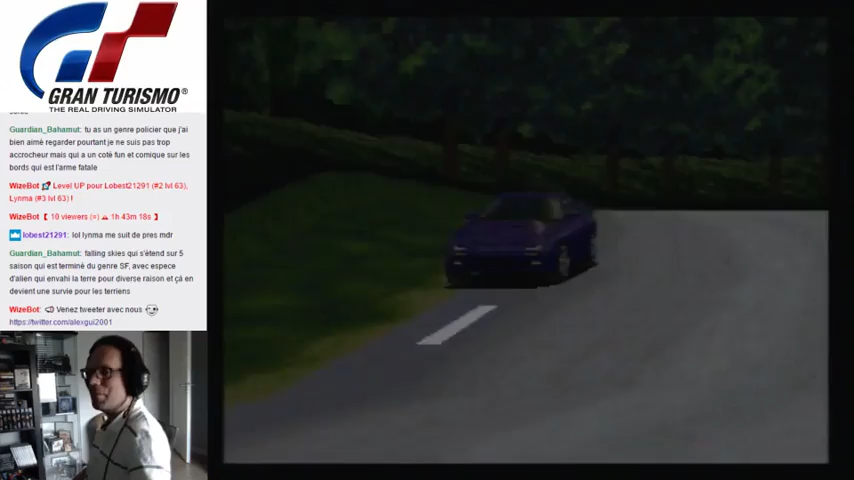 GRAN TURISMO®
THE REAL DRIVING SIMULATOR
Guardian_Bahamut: tu as un genre policier que j'ai
bien aimé regarder pourtant je ne suis pas trop
accrocheur mais qui a un coté fun et comique sur les
bords qui est l'arme fatale
WizeBot Level UP pour Lobest21291 (#2 lvl 63),
Lynma (#3 lvl 63) !
WizeBot 【 10 viewers (=) 1h 43m 18s 】
lobest21291: lol lynma me suit de pres mdr
Guardian_Bahamut: falling skies qui s'étend sur 5
saison qui est terminé du genre SF, avec espece
d'alien qui envahi la terre pour diverse raison et çà en
devient une survie pour les terriens
WizeBot: Venez tweeter avec nous
https://twitter.com/alexgui2001